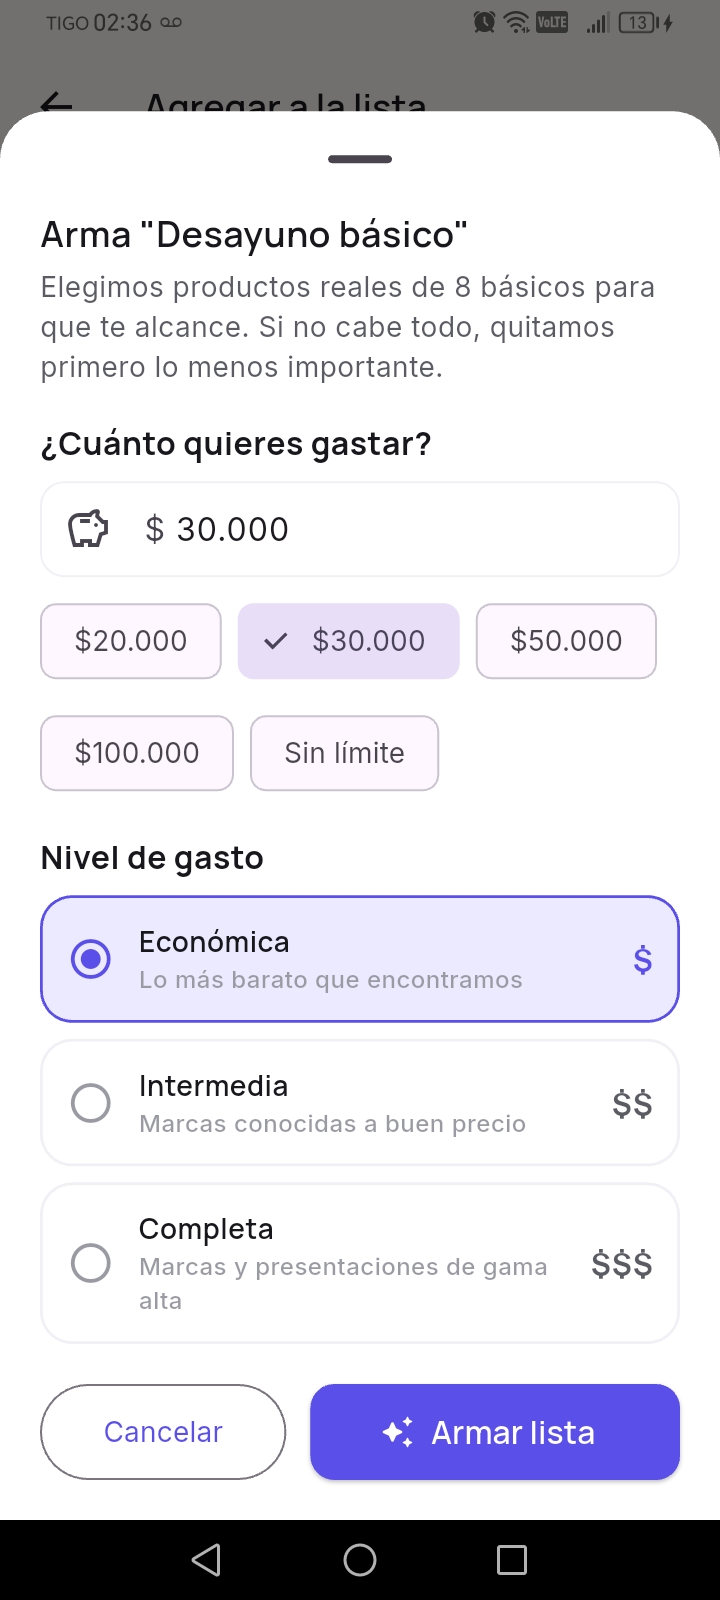 TIGO 02:36 VoLTE 13
Agregar a la lista
Arma "Desayuno básico"
Elegimos productos reales de 8 básicos para
que te alcance. Si no cabe todo, quitamos
primero lo menos importante.
¿Cuánto quieres gastar?
$ 30.000
$20.000 $30.000 $50.000
$100.000 Sin límite
Nivel de gasto
Económica
Lo más barato que encontramos $
Intermedia
Marcas conocidas a buen precio $$
Completa
Marcas y presentaciones de gama $$$
alta
Cancelar Armar lista